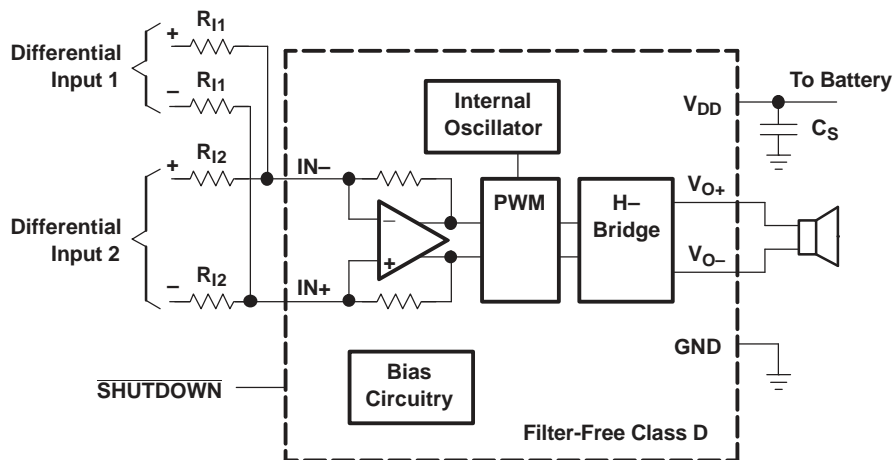 Differential
Input 1
+
R_I1
−
R_I1
Internal
Oscillator
To Battery
V_DD
C_S
+
R_I2
IN−
−
+
PWM
H−
Bridge
V_O+
V_O−
Differential
Input 2
−
R_I2
IN+
GND
SHUTDOWN
Bias
Circuitry
Filter-Free Class D